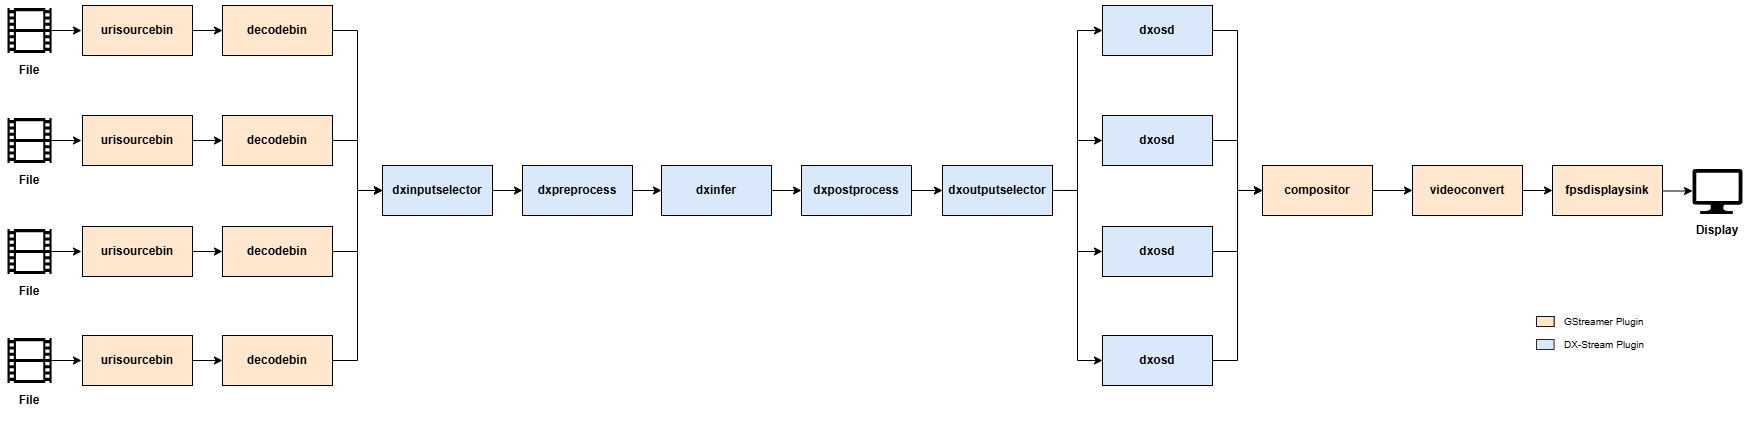 urisourcebin
decodebin
dxosd
File
urisourcebin
decodebin
dxosd
File
dxinputselector
dxpreprocess
dxinfer
dxpostprocess
dxoutputselector
compositor
videoconvert
fpsdisplaysink
Display
urisourcebin
decodebin
dxosd
File
GStreamer Plugin
DX-Stream Plugin
urisourcebin
decodebin
dxosd
File